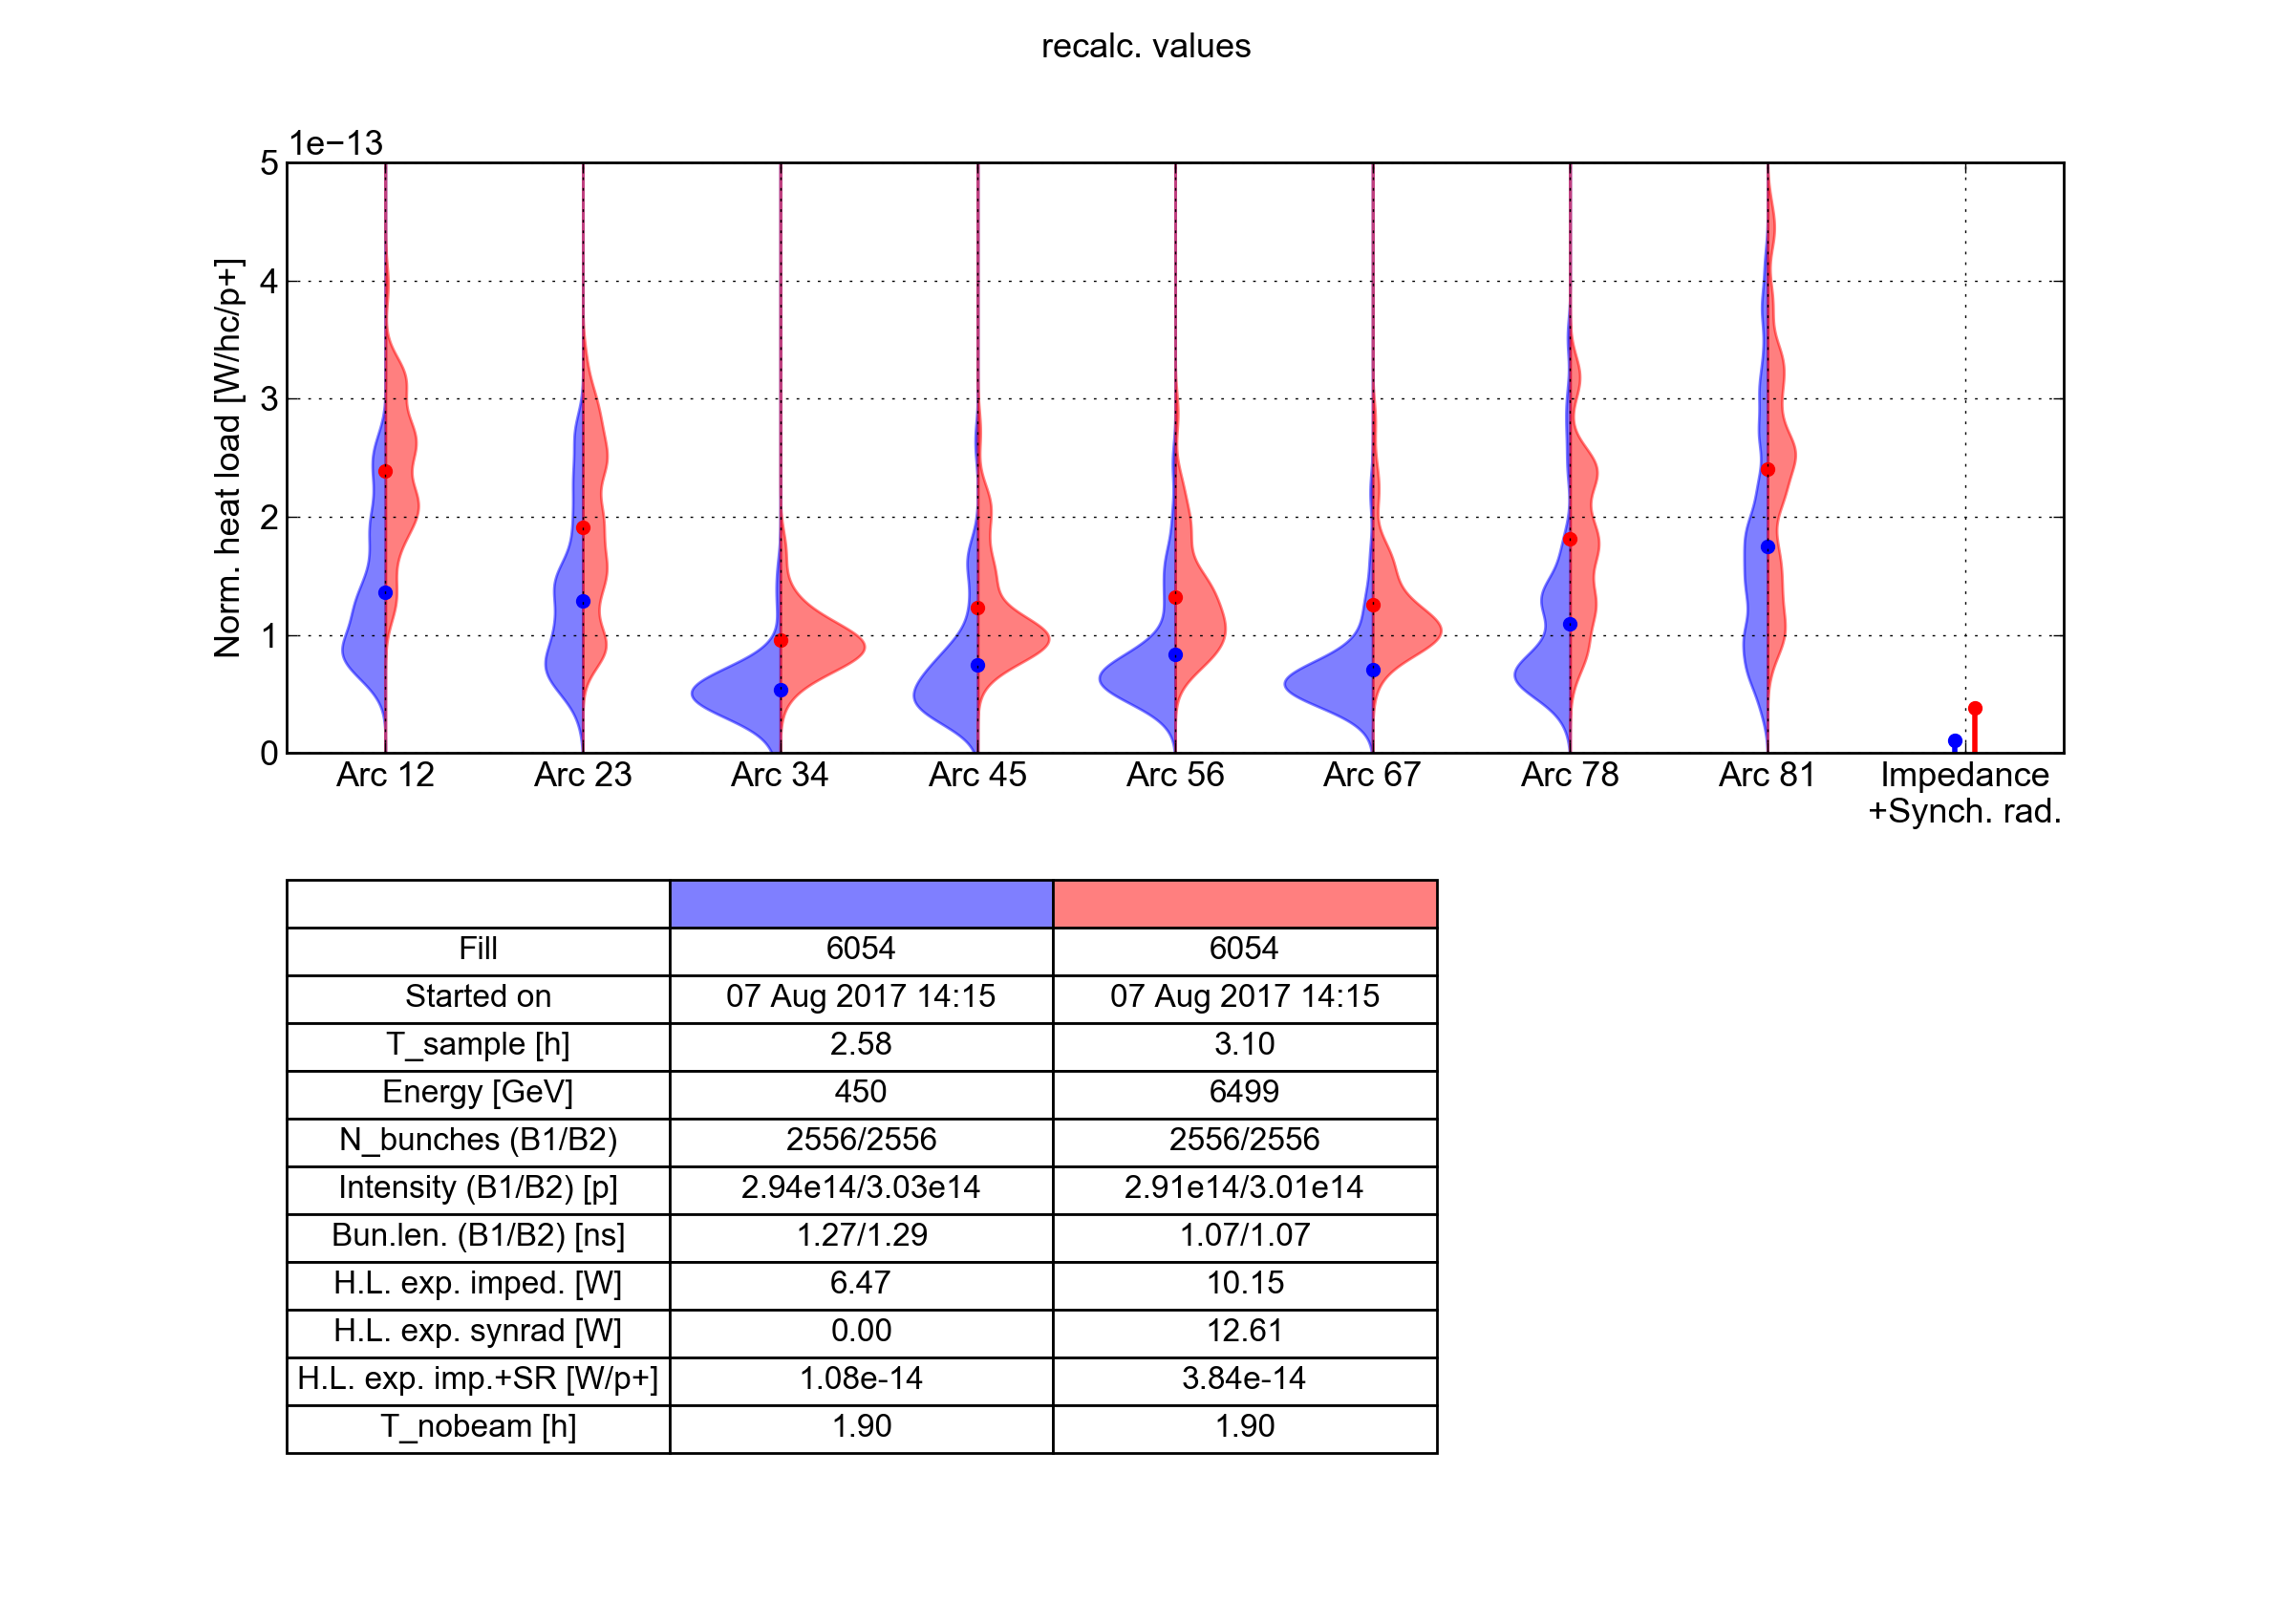 recalc. values
1e−13
5
4
3
2
1
0
Norm. heat load [W/hc/p+]
Arc 12 Arc 23 Arc 34 Arc 45 Arc 56 Arc 67 Arc 78 Arc 81 Impedance
+Synch. rad.
Fill 6054 6054
Started on 07 Aug 2017 14:15 07 Aug 2017 14:15
T_sample [h] 2.58 3.10
Energy [GeV] 450 6499
N_bunches (B1/B2) 2556/2556 2556/2556
Intensity (B1/B2) [p] 2.94e14/3.03e14 2.91e14/3.01e14
Bun.len. (B1/B2) [ns] 1.27/1.29 1.07/1.07
H.L. exp. imped. [W] 6.47 10.15
H.L. exp. synrad [W] 0.00 12.61
H.L. exp. imp.+SR [W/p+] 1.08e-14 3.84e-14
T_nobeam [h] 1.90 1.90